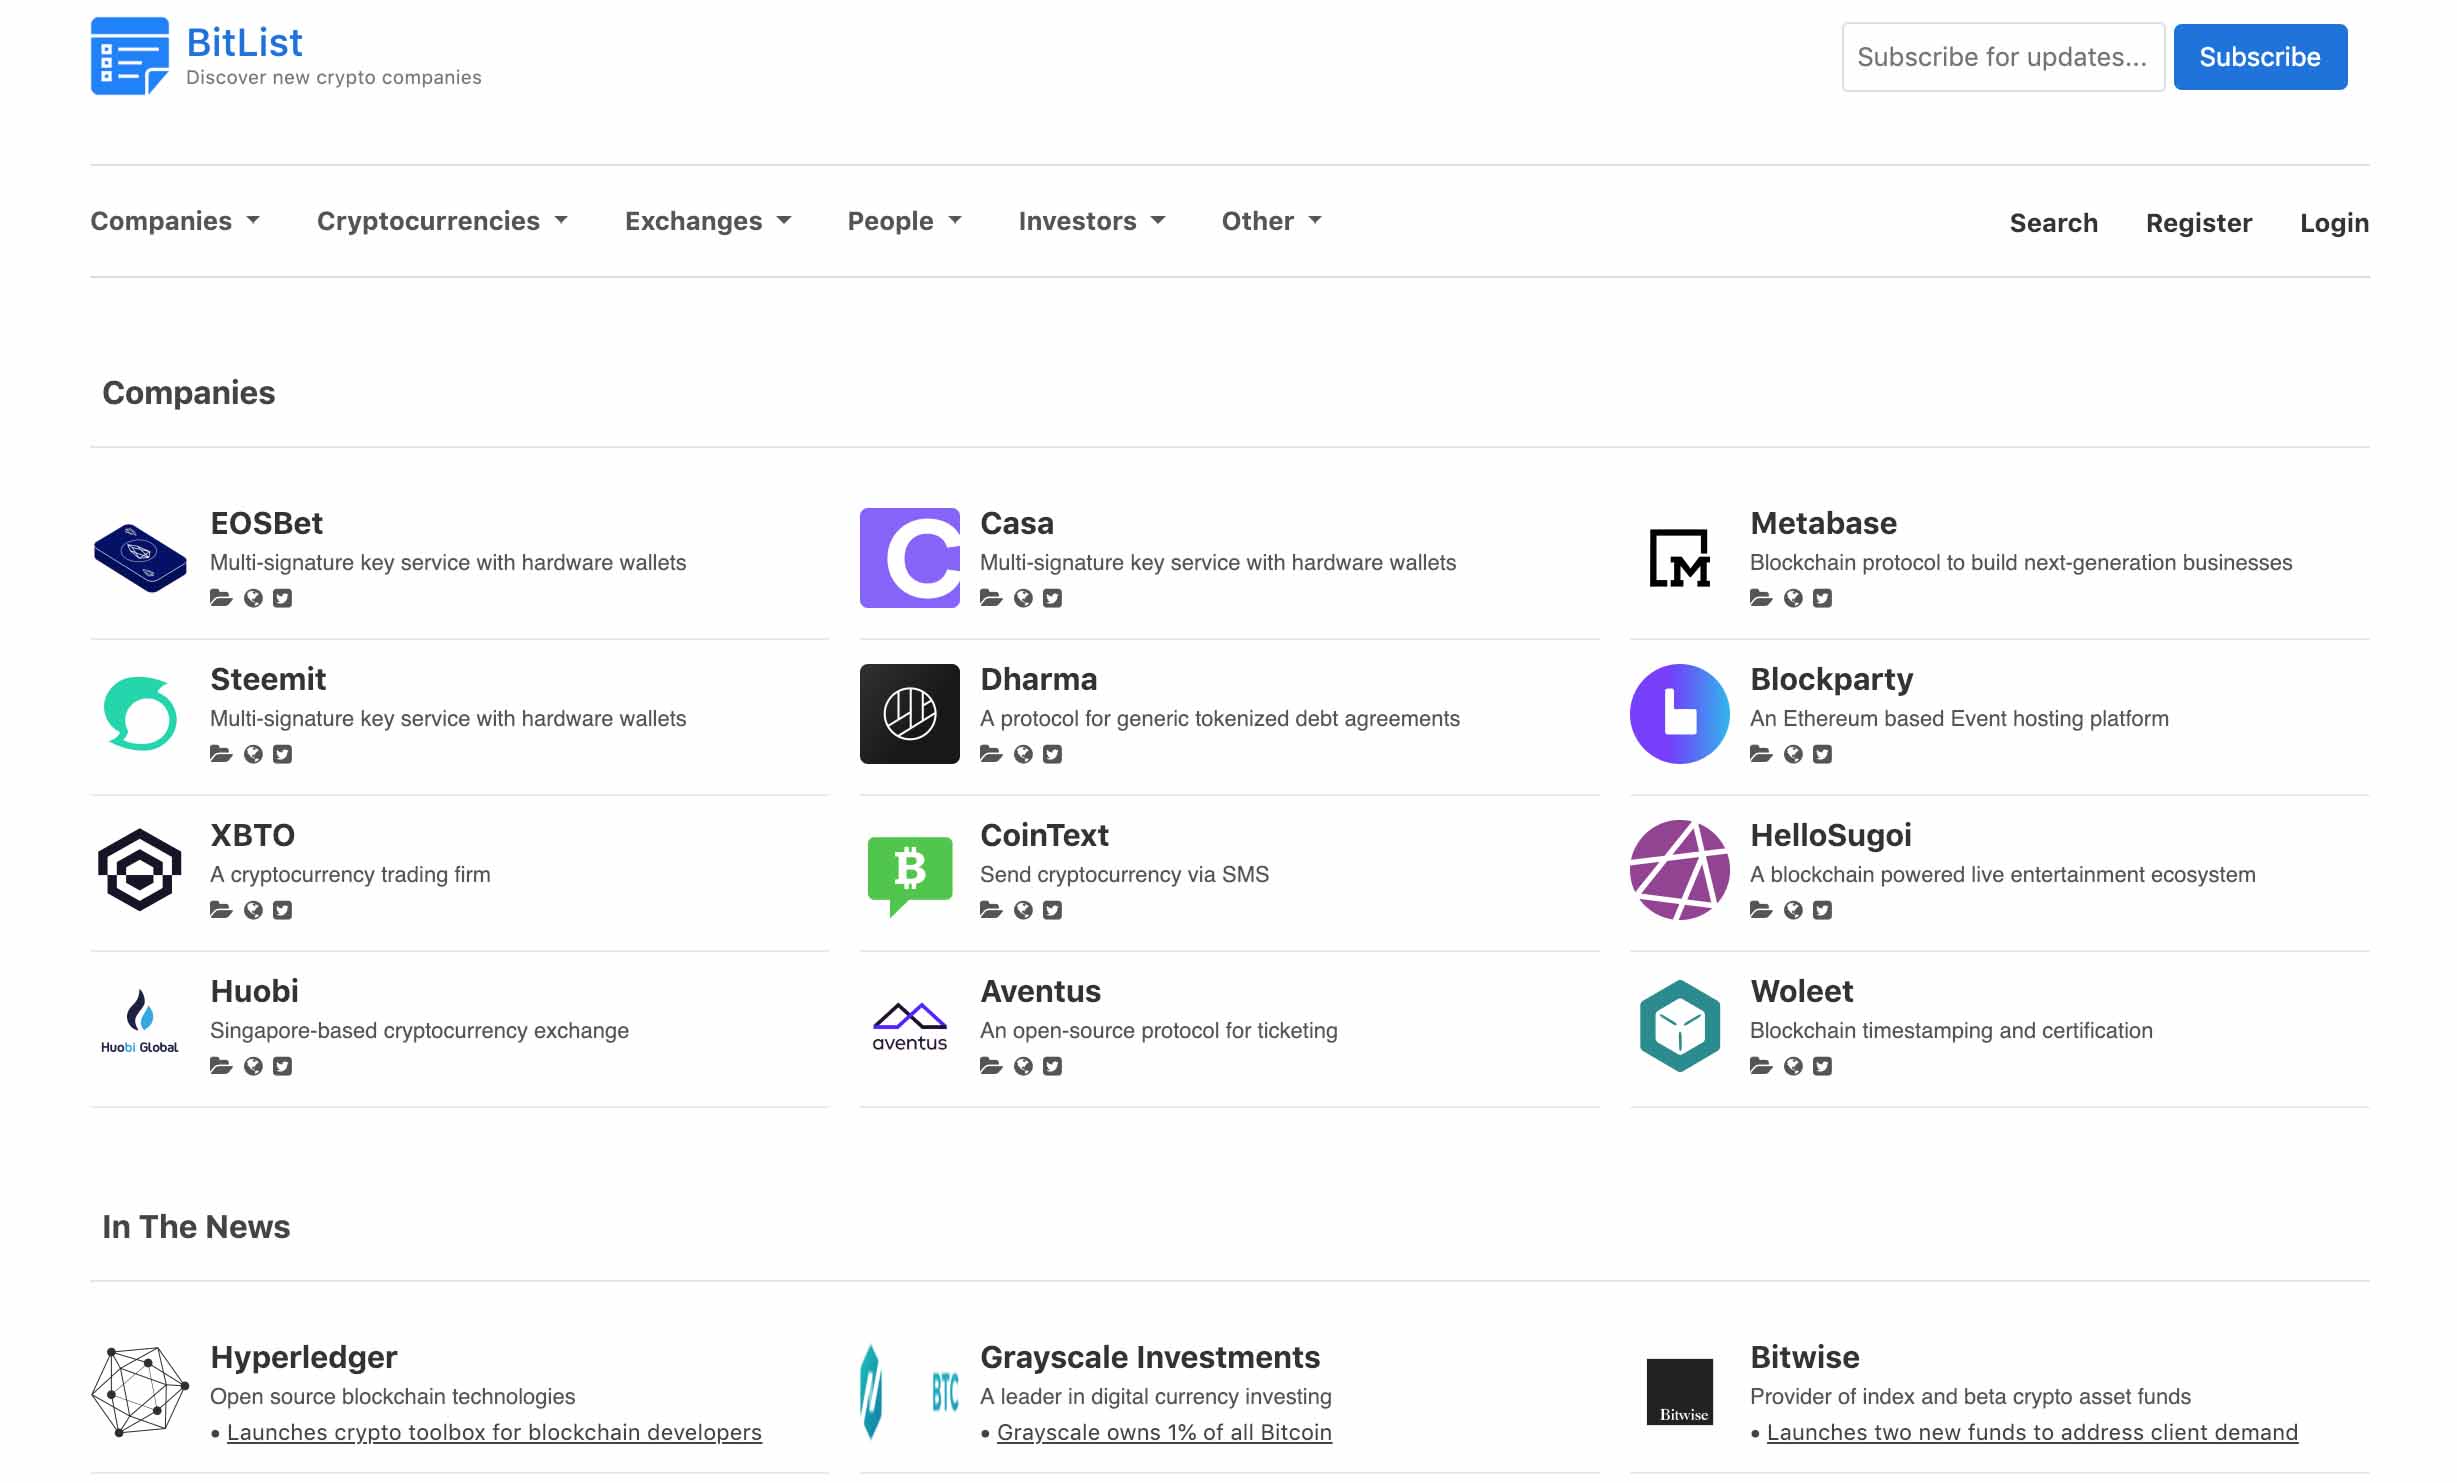 BitList
Discover new crypto companies
Subscribe for updates...
Subscribe
Companies
Cryptocurrencies
Exchanges
People
Investors
Other
Search
Register
Login
Companies
EOSBet
Multi-signature key service with hardware wallets
Casa
Multi-signature key service with hardware wallets
Metabase
Blockchain protocol to build next-generation businesses
Steemit
Multi-signature key service with hardware wallets
Dharma
A protocol for generic tokenized debt agreements
Blockparty
An Ethereum based Event hosting platform
XBTO
A cryptocurrency trading firm
CoinText
Send cryptocurrency via SMS
HelloSugoi
A blockchain powered live entertainment ecosystem
Huobi Global
Huobi
Singapore-based cryptocurrency exchange
aventus
Aventus
An open-source protocol for ticketing
Woleet
Blockchain timestamping and certification
In The News
Hyperledger
Open source blockchain technologies
• Launches crypto toolbox for blockchain developers
BTC
Grayscale Investments
A leader in digital currency investing
• Grayscale owns 1% of all Bitcoin
Bitwise
Bitwise
Provider of index and beta crypto asset funds
• Launches two new funds to address client demand